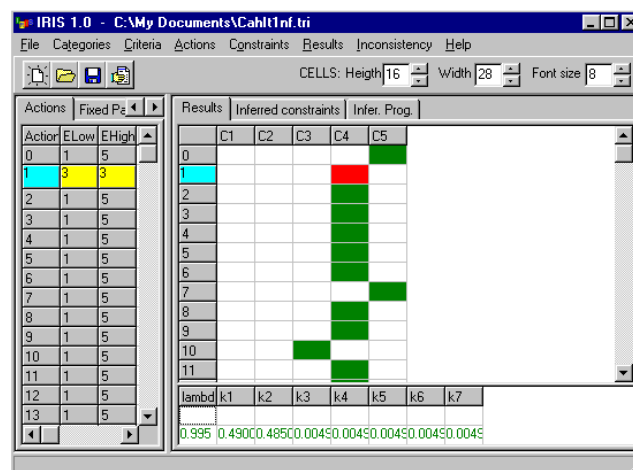 IRIS 1.0 - C:\My Documents\Cahlt1nf.tri
File Categories Criteria Actions Constraints Results Inconsistency Help
CELLS: Heigth 16 Width 28 Font size 8
Actions Fixed Pa
Results Inferred constraints Infer. Prog.
Action ELow EHigh
0 1 5
1 3 3
2 1 5
3 1 5
4 1 5
5 1 5
6 1 5
7 1 5
8 1 5
9 1 5
10 1 5
11 1 5
12 1 5
13 1 5
C1 C2 C3 C4 C5
0
1
2
3
4
5
6
7
8
9
10
11
lambd k1 k2 k3 k4 k5 k6 k7
0.995 0.4900 0.4850 0.0049 0.0049 0.0049 0.0049 0.0049